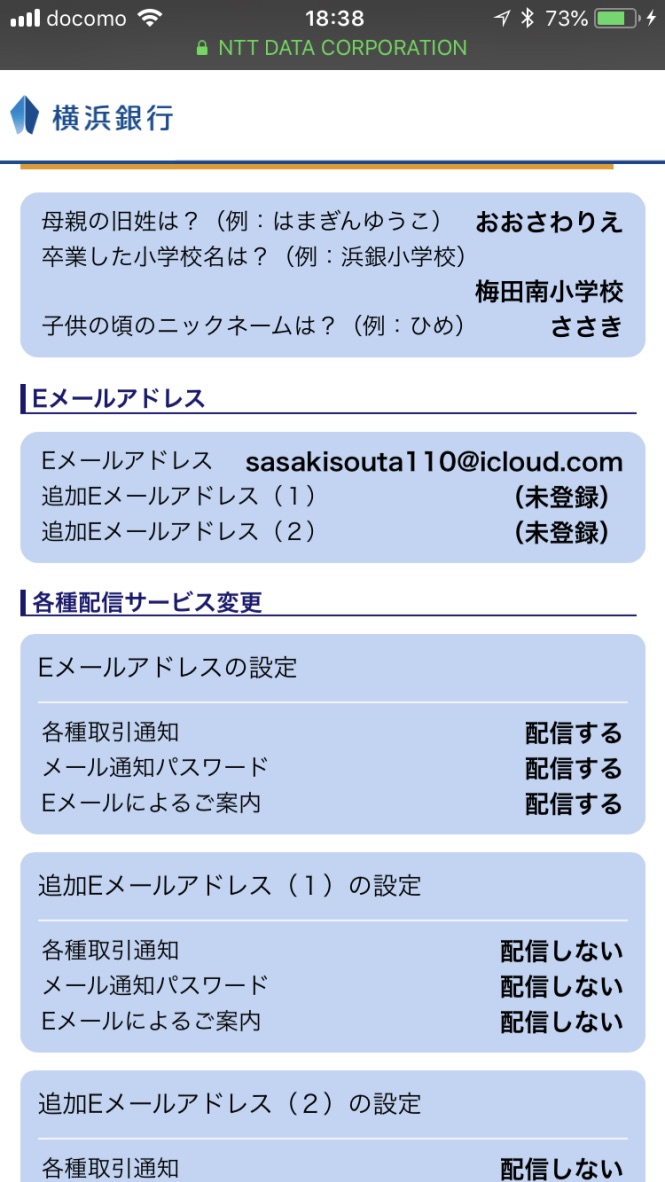 docomo 18:38 73%
NTT DATA CORPORATION
横浜銀行
母親の旧姓は？（例：はまぎんゆうこ） おおさわりえ
卒業した小学校名は？（例：浜銀小学校）
梅田南小学校
子供の頃のニックネームは？（例：ひめ） ささき
Eメールアドレス
Eメールアドレス sasakisouta110@icloud.com
追加Eメールアドレス（１） （未登録）
追加Eメールアドレス（２） （未登録）
各種配信サービス変更
Eメールアドレスの設定
各種取引通知 配信する
メール通知パスワード 配信する
Eメールによるご案内 配信する
追加Eメールアドレス（１）の設定
各種取引通知 配信しない
メール通知パスワード 配信しない
Eメールによるご案内 配信しない
追加Eメールアドレス（２）の設定
各種取引通知 配信しない